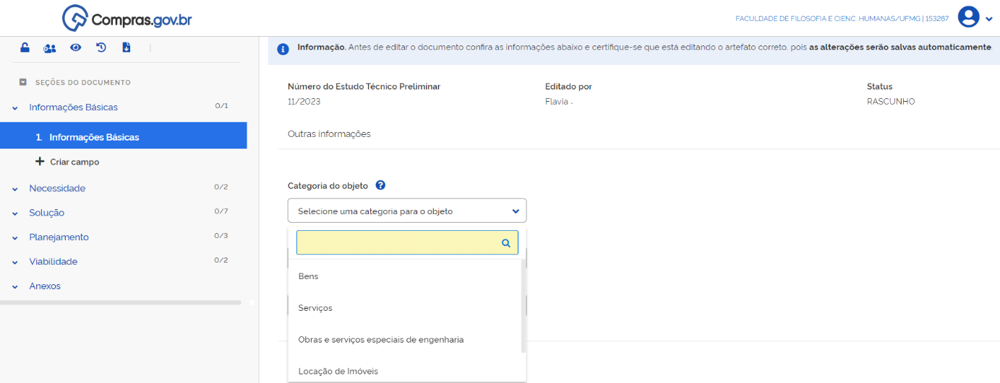 Compras.gov.br
FACULDADE DE FILOSOFIA E CIENC. HUMANAS/UFMG | 153287
Informação. Antes de editar o documento confira as informações abaixo e certifique-se que está editando o artefato correto, pois as alterações serão salvas automaticamente
SEÇÕES DO DOCUMENTO
Informações Básicas 0/1
1. Informações Básicas
Criar campo
Necessidade 0/2
Solução 0/7
Planejamento 0/3
Viabilidade 0/2
Anexos
Número do Estudo Técnico Preliminar
11/2023
Editado por
Flavia .
Status
RASCUNHO
Outras informações
Categoria do objeto ?
Selecione uma categoria para o objeto
Bens
Serviços
Obras e serviços especiais de engenharia
Locação de Imóveis